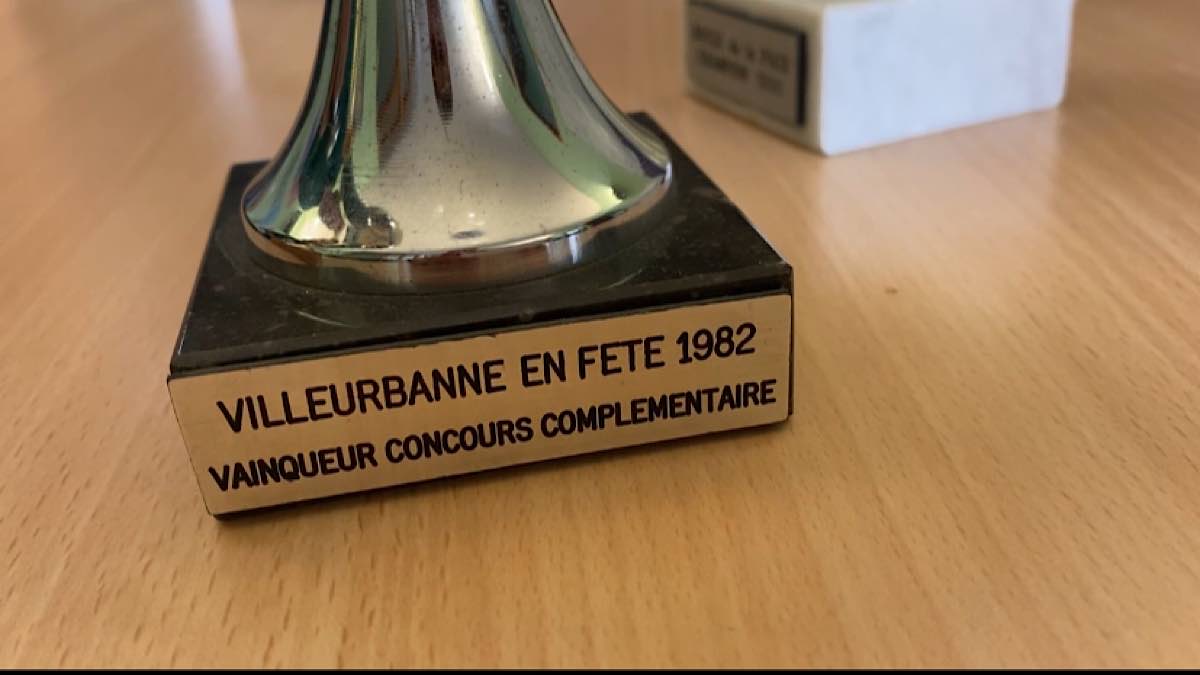 VILLEURBANNE EN FETE 1982
VAINQUEUR CONCOURS COMPLEMENTAIRE